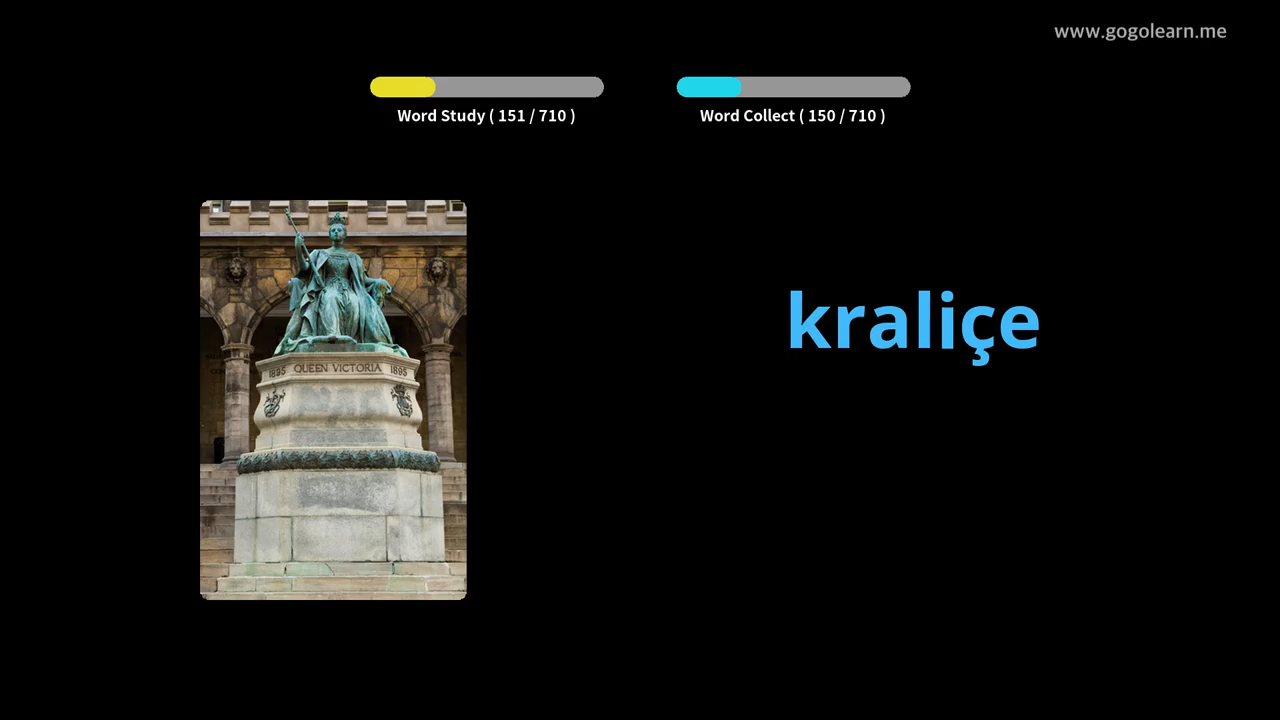 www.gogolearn.me
Word Study ( 151 / 710 )
Word Collect ( 150 / 710 )
kraliçe
1895 QUEEN VICTORIA 1895